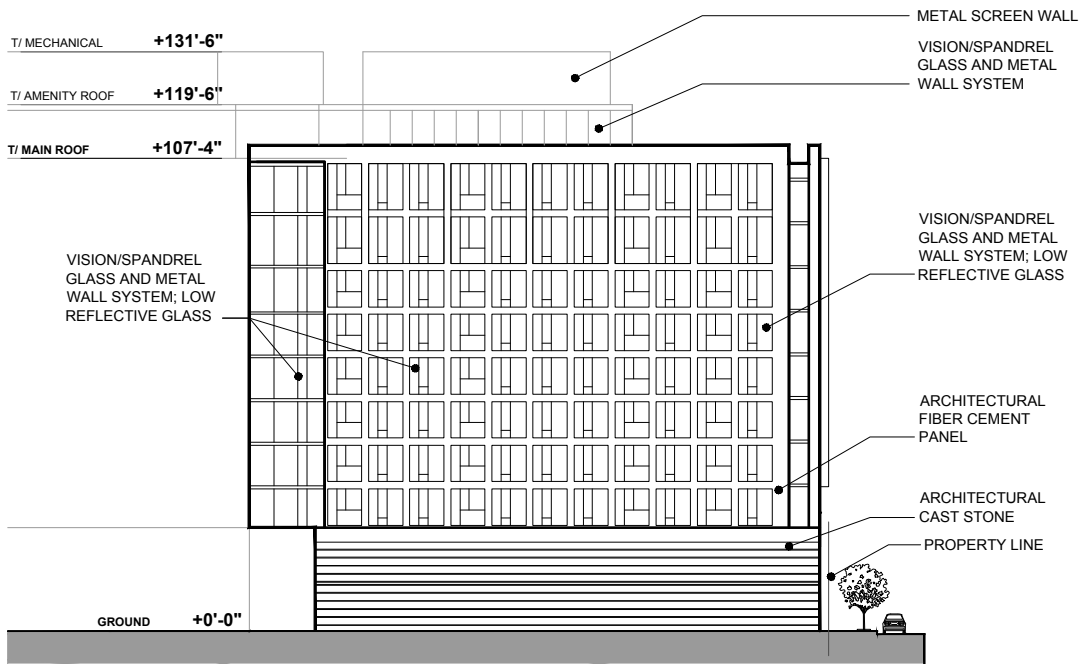 METAL SCREEN WALL
T/ MECHANICAL +131'-6"
VISION/SPANDREL
GLASS AND METAL
WALL SYSTEM
T/ AMENITY ROOF +119'-6"
T/ MAIN ROOF +107'-4"
VISION/SPANDREL
GLASS AND METAL
WALL SYSTEM; LOW
REFLECTIVE GLASS
VISION/SPANDREL
GLASS AND METAL
WALL SYSTEM; LOW
REFLECTIVE GLASS
ARCHITECTURAL
FIBER CEMENT
PANEL
ARCHITECTURAL
CAST STONE
PROPERTY LINE
GROUND +0'-0"